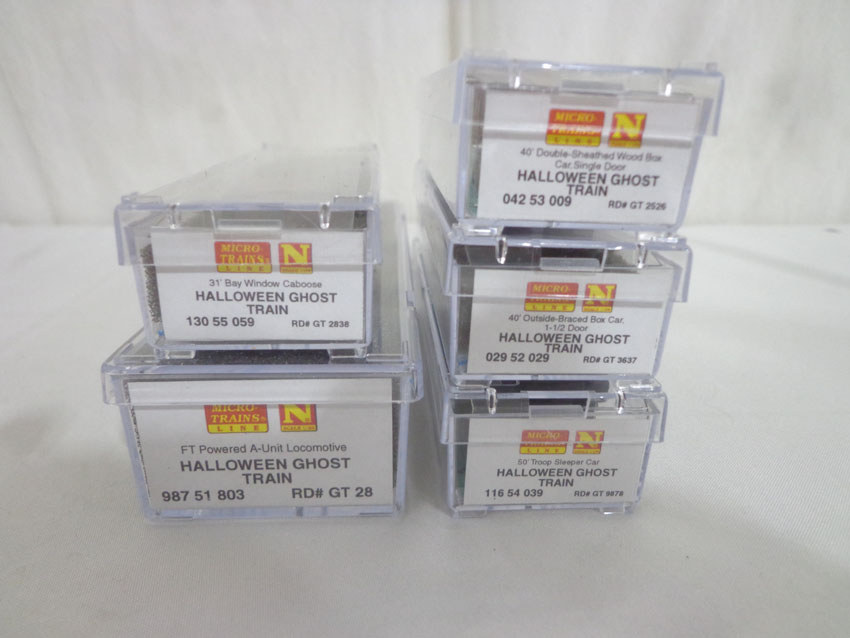 MICRO-
TRAINS
LINE
N
31' Bay Window Caboose
HALLOWEEN GHOST
TRAIN
130 55 059 RD# GT 2838
MICRO-
TRAINS
LINE
N
FT Powered A-Unit Locomotive
HALLOWEEN GHOST
TRAIN
987 51 803 RD# GT 28
MICRO-
TRAINS
LINE
N
40' Double-Sheathed Wood Box
Car, Single Door
HALLOWEEN GHOST
TRAIN
042 53 009 RD# GT 2526
MICRO-
LINE
N
40' Outside-Braced Box Car,
1-1/2 Door
HALLOWEEN GHOST
TRAIN
029 52 029 RD# GT 3637
MICRO-
LINE
N
50' Troop Sleeper Car
HALLOWEEN GHOST
TRAIN
116 54 039 RD# GT 9878